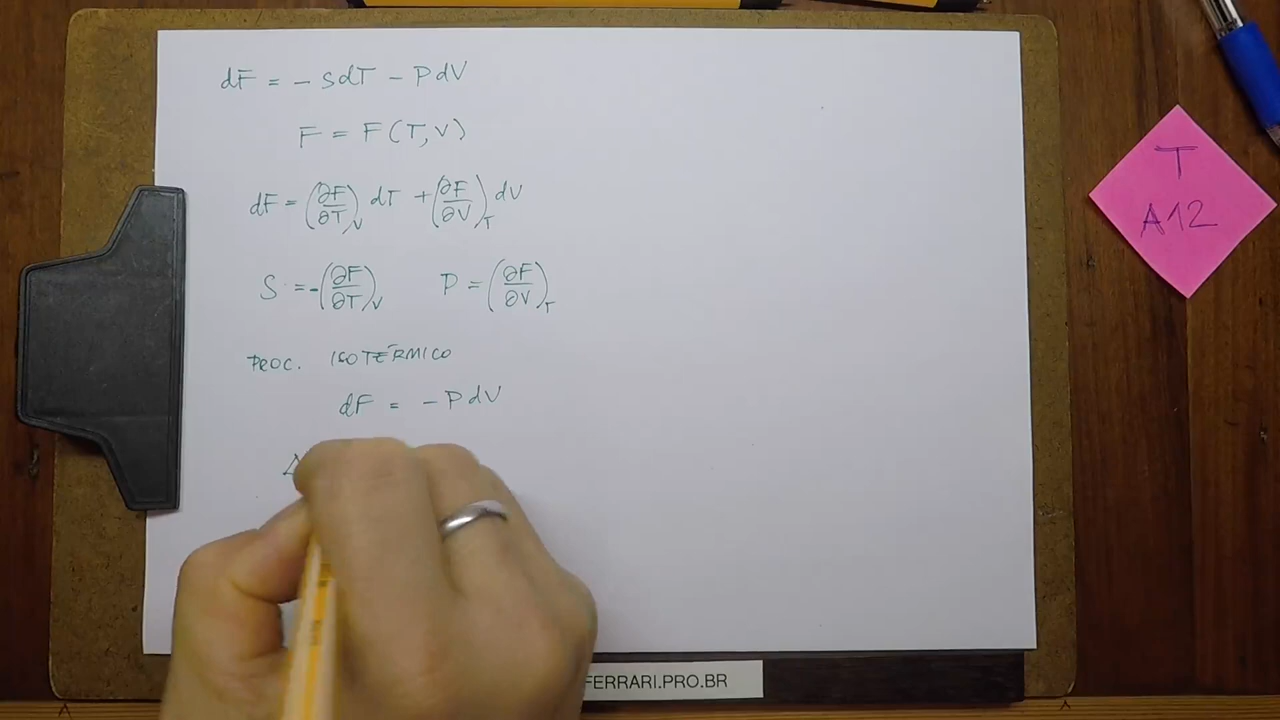 dF = - SdT - PdV
F = F(T,V)
dF = (∂F/∂T)_V dT + (∂F/∂V)_T dV
S = -(∂F/∂T)_V P = (∂F/∂V)_T
PROC. ISOTÉRMICO
dF = - PdV
Δ
T
A12
FERRARI.PRO.BR